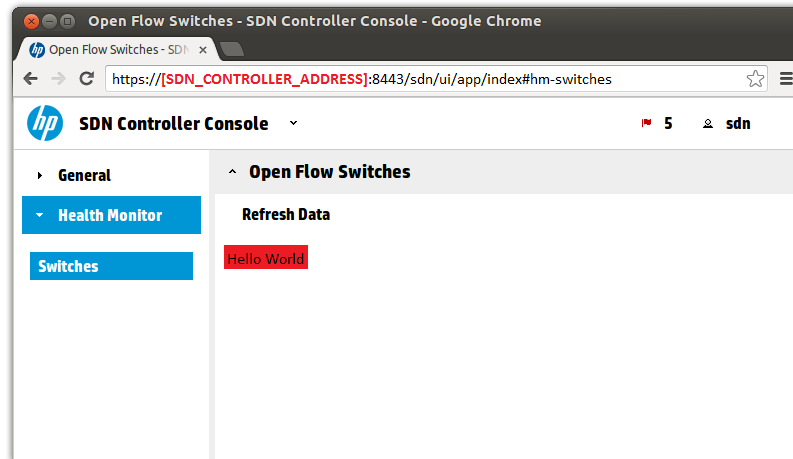 Open Flow Switches - SDN Controller Console - Google Chrome
hp Open Flow Switches - SDN
https://[SDN_CONTROLLER_ADDRESS]:8443/sdn/ui/app/index#hm-switches
hp SDN Controller Console 5 sdn
General
Open Flow Switches
Health Monitor
Refresh Data
Hello World
Switches